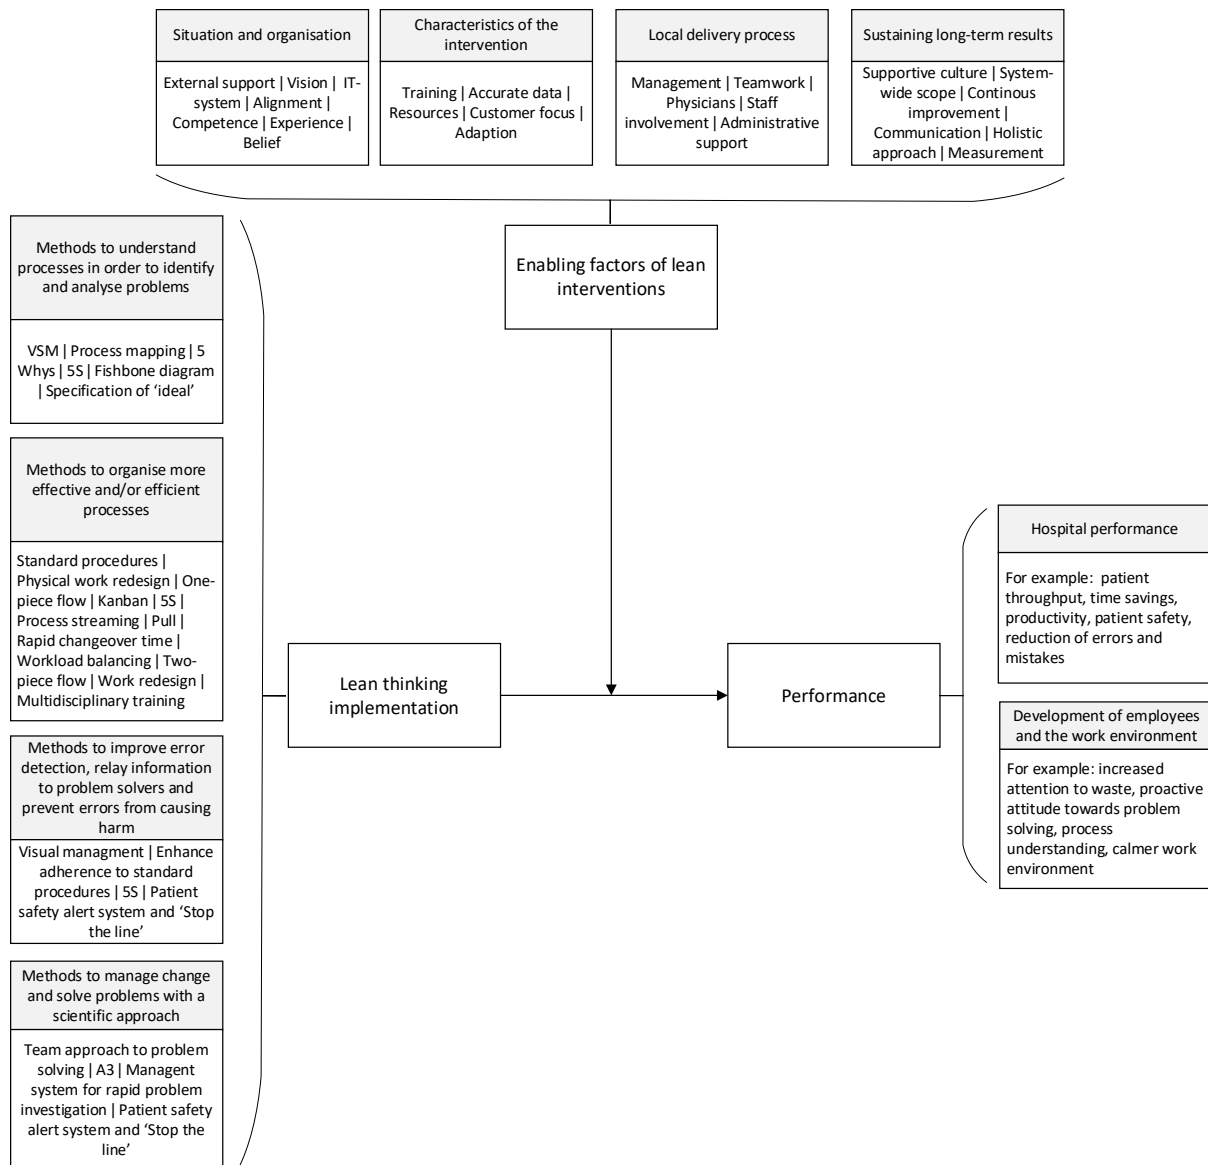 Situation and organisation
External support | Vision | IT-
system | Alignment |
Competence | Experience |
Belief
Characteristics of the
intervention
Training | Accurate data |
Resources | Customer focus |
Adaption
Local delivery process
Management | Teamwork
| Physicians | Staff
involvement | Administrative
support
Sustaining long-term results
Supportive culture | System-
wide scope | Continous
improvement |
Communication | Holistic
approach | Measurement
Enabling factors of lean
interventions
Methods to understand
processes in order to identify
and analyse problems
VSM | Process mapping | 5
Whys | 5S | Fishbone diagram
| Specification of ‘ideal’
Methods to organise more
effective and/or efficient
processes
Standard procedures |
Physical work redesign | One-
piece flow | Kanban | 5S |
Process streaming | Pull |
Rapid changeover time |
Workload balancing | Two-
piece flow | Work redesign |
Multidisciplinary training
Methods to improve error
detection, relay information
to problem solvers and
prevent errors from causing
harm
Visual managment | Enhance
adherence to standard
procedures | 5S | Patient
safety alert system and ‘Stop
the line’
Methods to manage change
and solve problems with a
scientific approach
Team approach to problem
solving | A3 | Managent
system for rapid problem
investigation | Patient safety
alert system and ‘Stop the
line’
Lean thinking
implementation
Performance
Hospital performance
For example: patient
throughput, time savings,
productivity, patient safety,
reduction of errors and
mistakes
Development of employees
and the work environment
For example: increased
attention to waste, proactive
attitude towards problem
solving, process
understanding, calmer work
environment